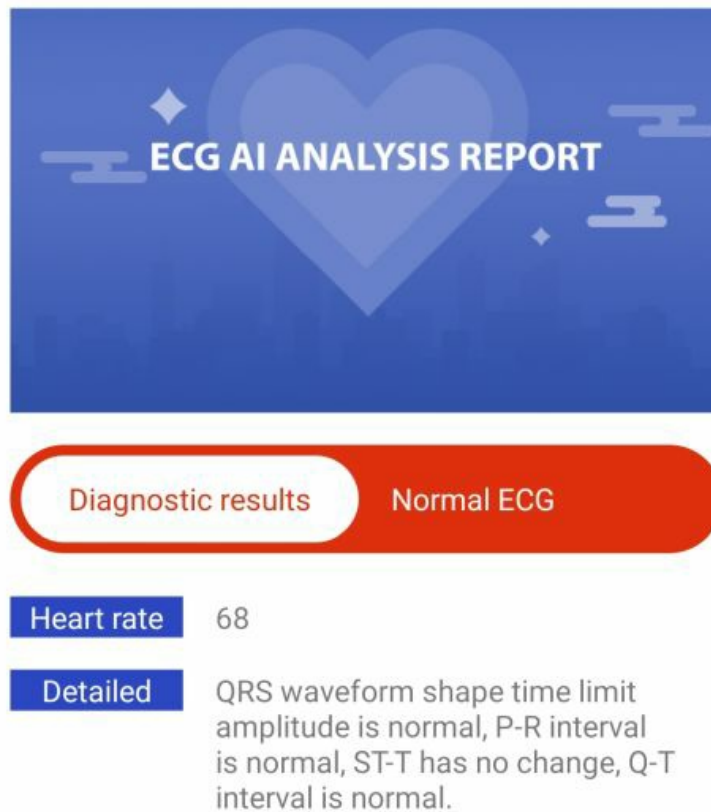 ECG AI ANALYSIS REPORT
Diagnostic results
Normal ECG
Heart rate
68
Detailed
QRS waveform shape time limit
amplitude is normal, P-R interval
is normal, ST-T has no change, Q-T
interval is normal.